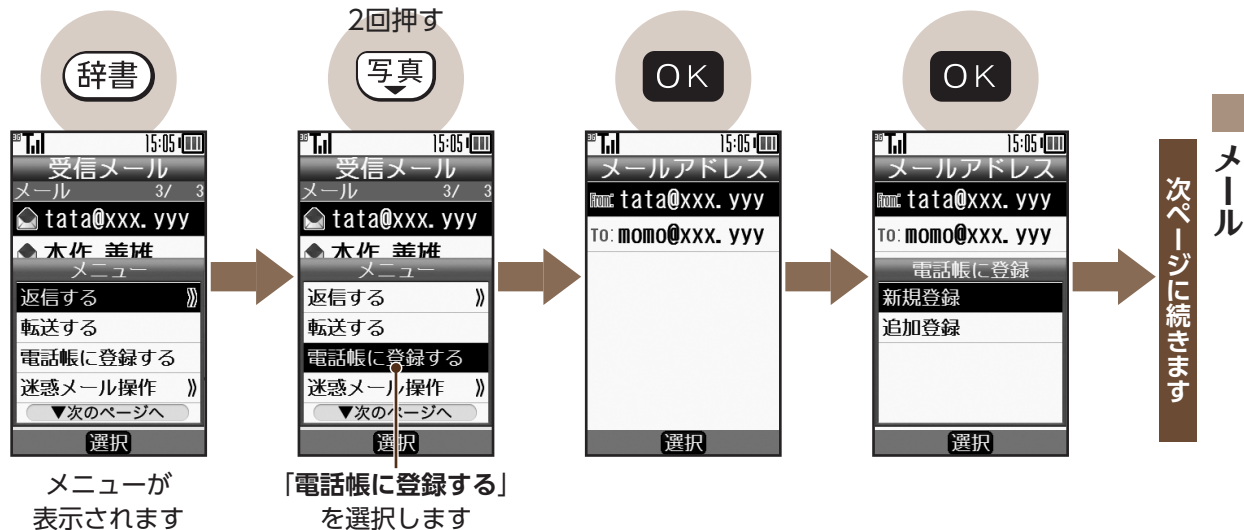 辞書
3G 15:05
受信メール
メール 3/ 3
tata@xxx. yyy
木作 善雄
メニュー
返信する
転送する
電話帳に登録する
迷惑メール操作
▼次のページへ
選択
メニューが
表示されます
2回押す
写真
3G 15:05
受信メール
メール 3/ 3
tata@xxx. yyy
木作 善雄
メニュー
返信する
転送する
電話帳に登録する
迷惑メール操作
▼次のページへ
選択
「電話帳に登録する」
を選択します
OK
3G 15:05
メールアドレス
From: tata@xxx. yyy
TO: momo@xxx. yyy
選択
OK
3G 15:05
メールアドレス
From: tata@xxx. yyy
TO: momo@xxx. yyy
電話帳に登録
新規登録
追加登録
選択
次ページに続きます
メール